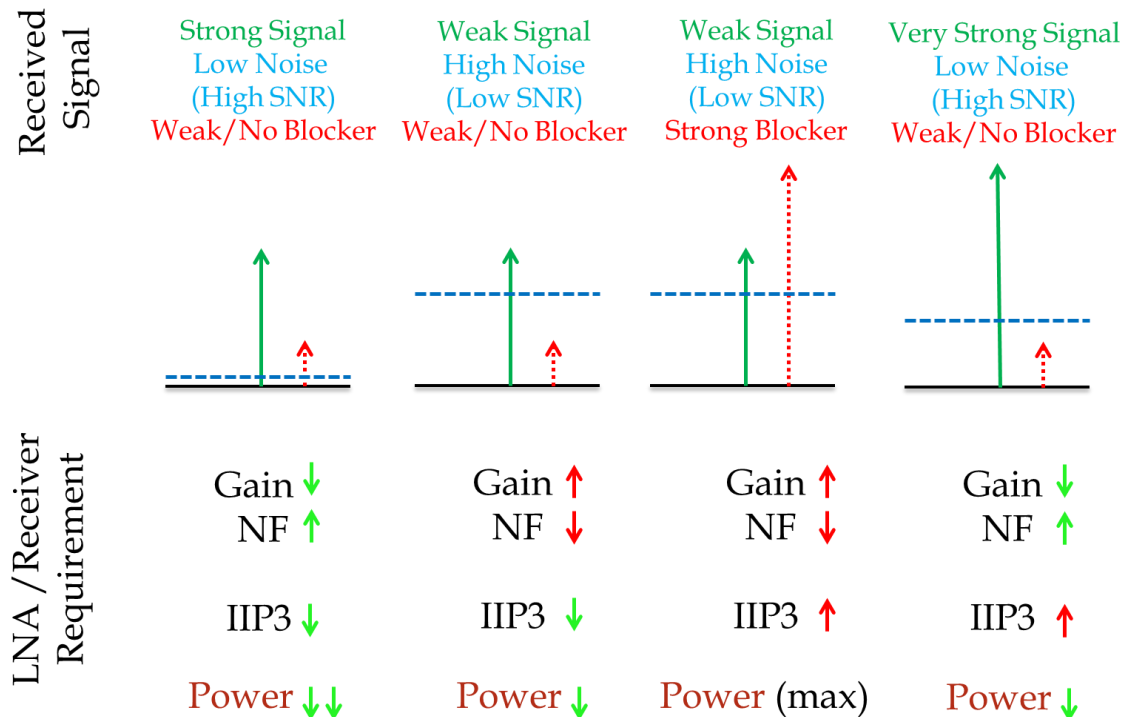 Received
Signal
Strong Signal
Low Noise
(High SNR)
Weak/No Blocker
Weak Signal
High Noise
(Low SNR)
Weak/No Blocker
Weak Signal
High Noise
(Low SNR)
Strong Blocker
Very Strong Signal
Low Noise
(High SNR)
Weak/No Blocker
LNA /Receiver
Requirement
Gain ↓
NF ↑
IIP3 ↓
Power ↓↓
Gain ↑
NF ↓
IIP3 ↓
Power ↓
Gain ↑
NF ↓
IIP3 ↑
Power (max)
Gain ↓
NF ↑
IIP3 ↑
Power ↓